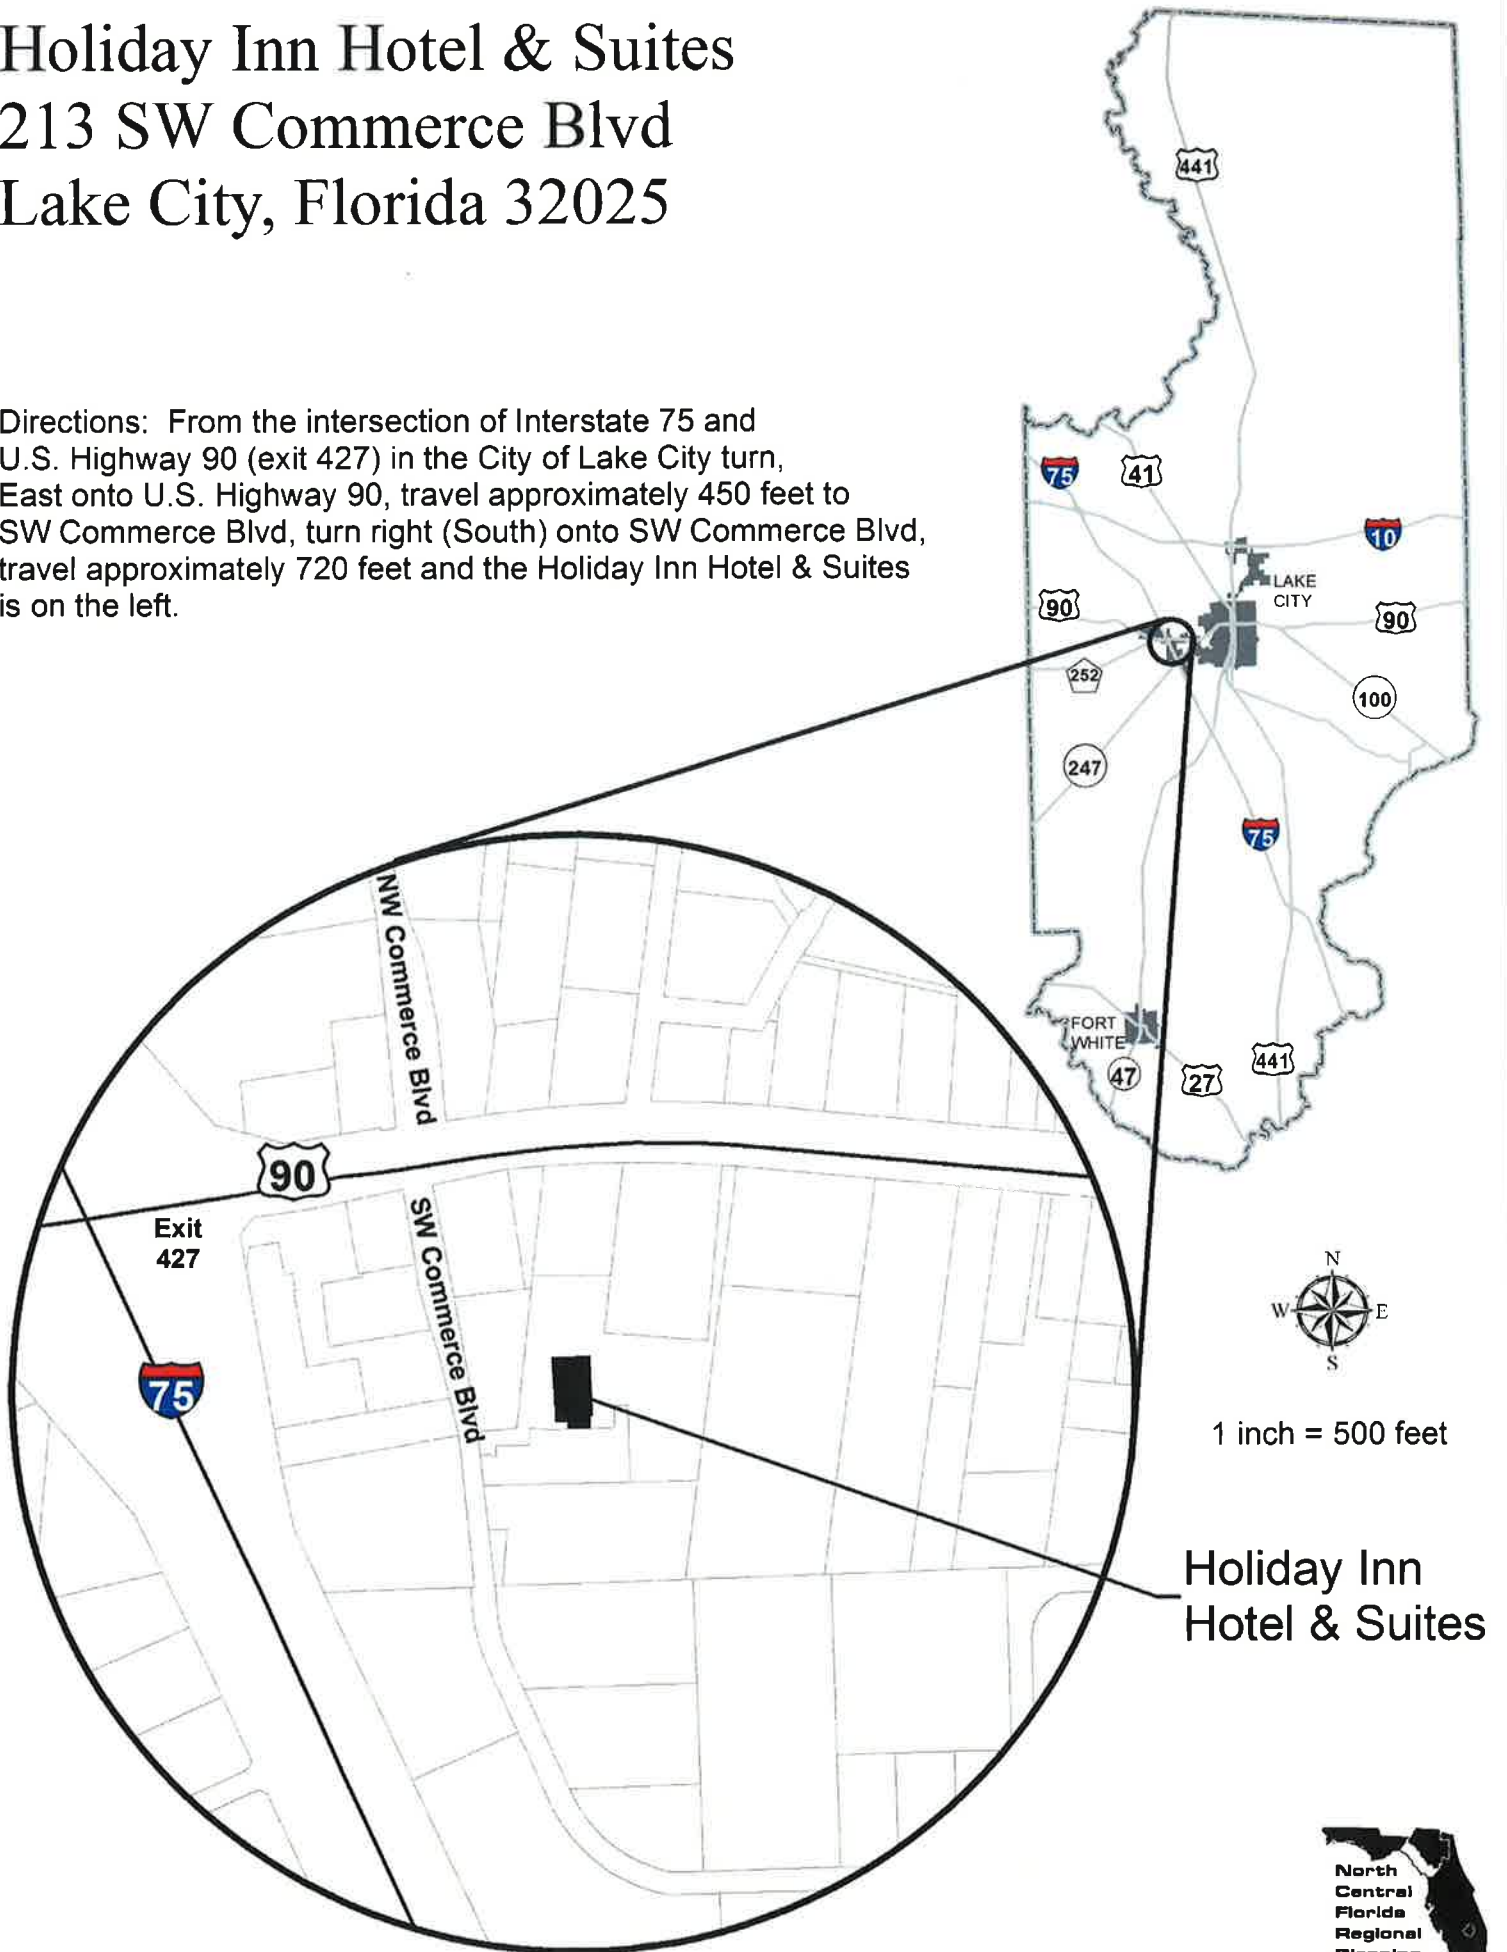 Holiday Inn Hotel & Suites
213 SW Commerce Blvd
Lake City, Florida 32025
Directions: From the intersection of Interstate 75 and
U.S. Highway 90 (exit 427) in the City of Lake City turn,
East onto U.S. Highway 90, travel approximately 450 feet to
SW Commerce Blvd, turn right (South) onto SW Commerce Blvd,
travel approximately 720 feet and the Holiday Inn Hotel & Suites
is on the left.
441
75
41
10
LAKE
CITY
90
90
252
100
247
75
FORT
WHITE
47
27
441
NW Commerce Blvd
90
Exit
427
SW Commerce Blvd
75
N
W
E
S
1 inch = 500 feet
Holiday Inn
Hotel & Suites
North
Central
Florida
Regional